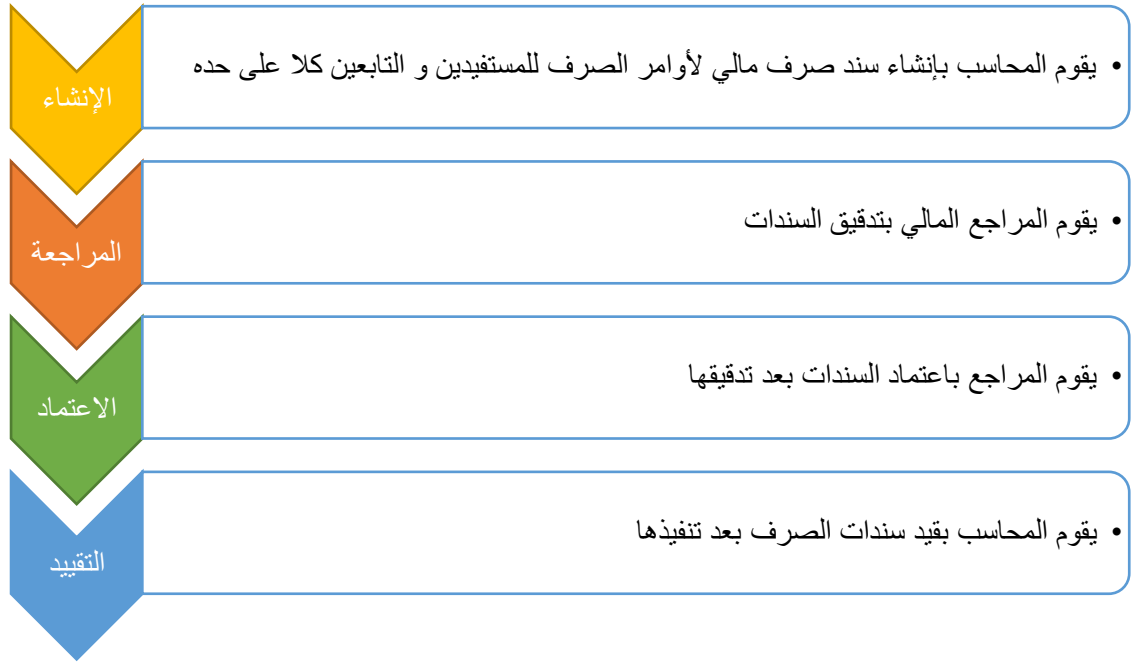 الإنشاء
• يقوم المحاسب بإنشاء سند صرف مالي لأوامر الصرف للمستفيدين و التابعين كلا على حده
المراجعة
• يقوم المراجع المالي بتدقيق السندات
الاعتماد
• يقوم المراجع باعتماد السندات بعد تدقيقها
التقييد
• يقوم المحاسب بقيد سندات الصرف بعد تنفيذها